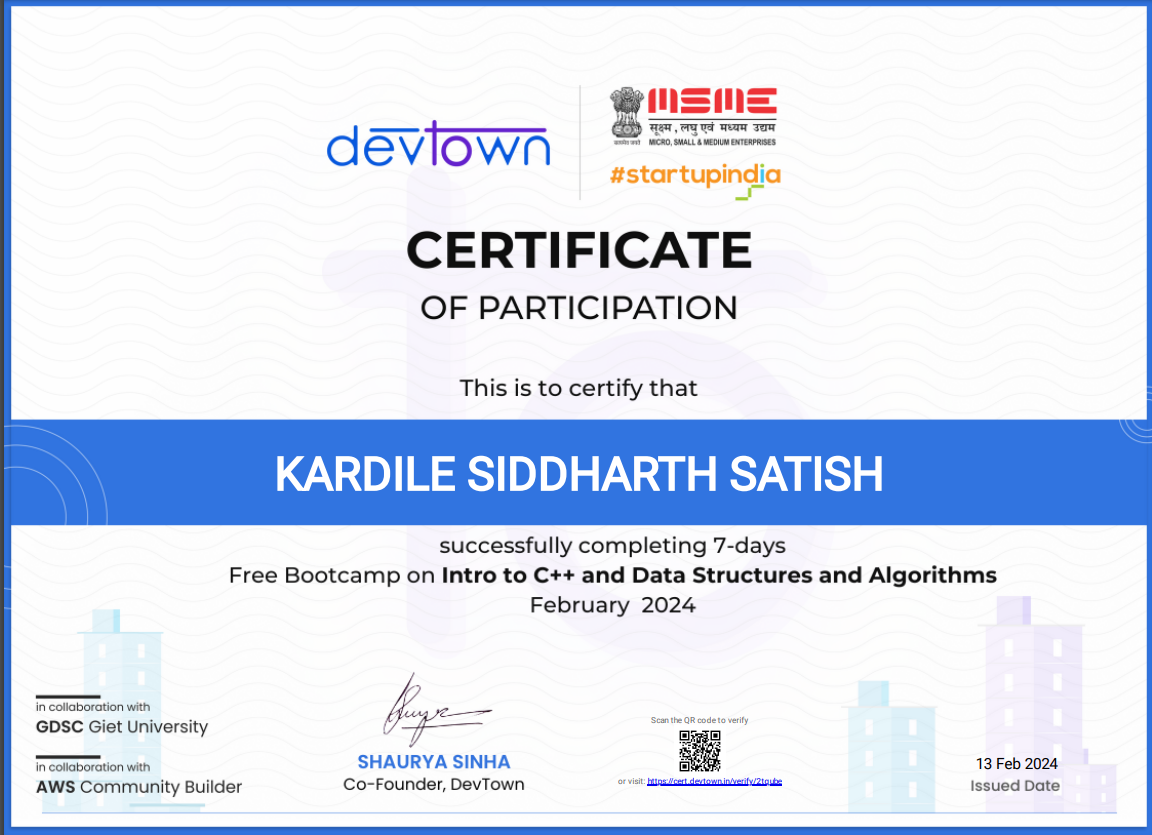 devtown
MSME
सूक्ष्म, लघु एवं मध्यम उद्यम
MICRO, SMALL & MEDIUM ENTERPRISES
#startupindia
CERTIFICATE
OF PARTICIPATION
This is to certify that
KARDILE SIDDHARTH SATISH
successfully completing 7-days
Free Bootcamp on Intro to C++ and Data Structures and Algorithms
February 2024
in collaboration with
GDSC Giet University
in collaboration with
AWS Community Builder
SHAURYA SINHA
Co-Founder, DevTown
Scan the QR code to verify
or visit: https://cert.devtown.in/verify/2tqube
13 Feb 2024
Issued Date